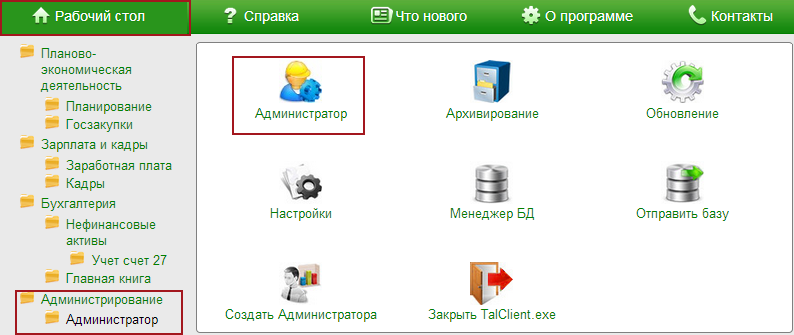 Рабочий стол
Справка
Что нового
О программе
Контакты
Планово-
экономическая
деятельность
Планирование
Госзакупки
Зарплата и кадры
Заработная плата
Кадры
Бухгалтерия
Нефинансовые
активы
Учет счет 27
Главная книга
Администрирование
Администратор
Администратор
Архивирование
Обновление
Настройки
Менеджер БД
Отправить базу
Создать Администратора
Закрыть TalClient.exe